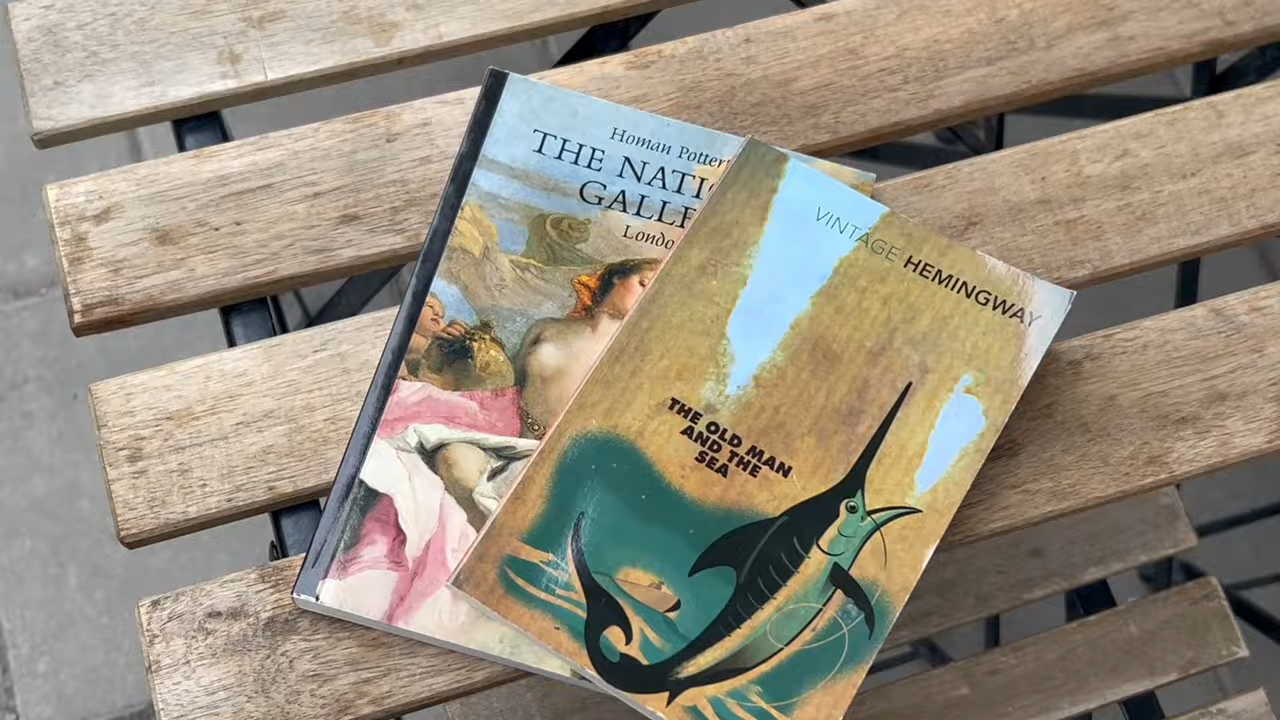 Homan Potter
THE NATI
GALLE
Londo
VINTAGE HEMINGWAY
THE OLD MAN
AND THE
SEA